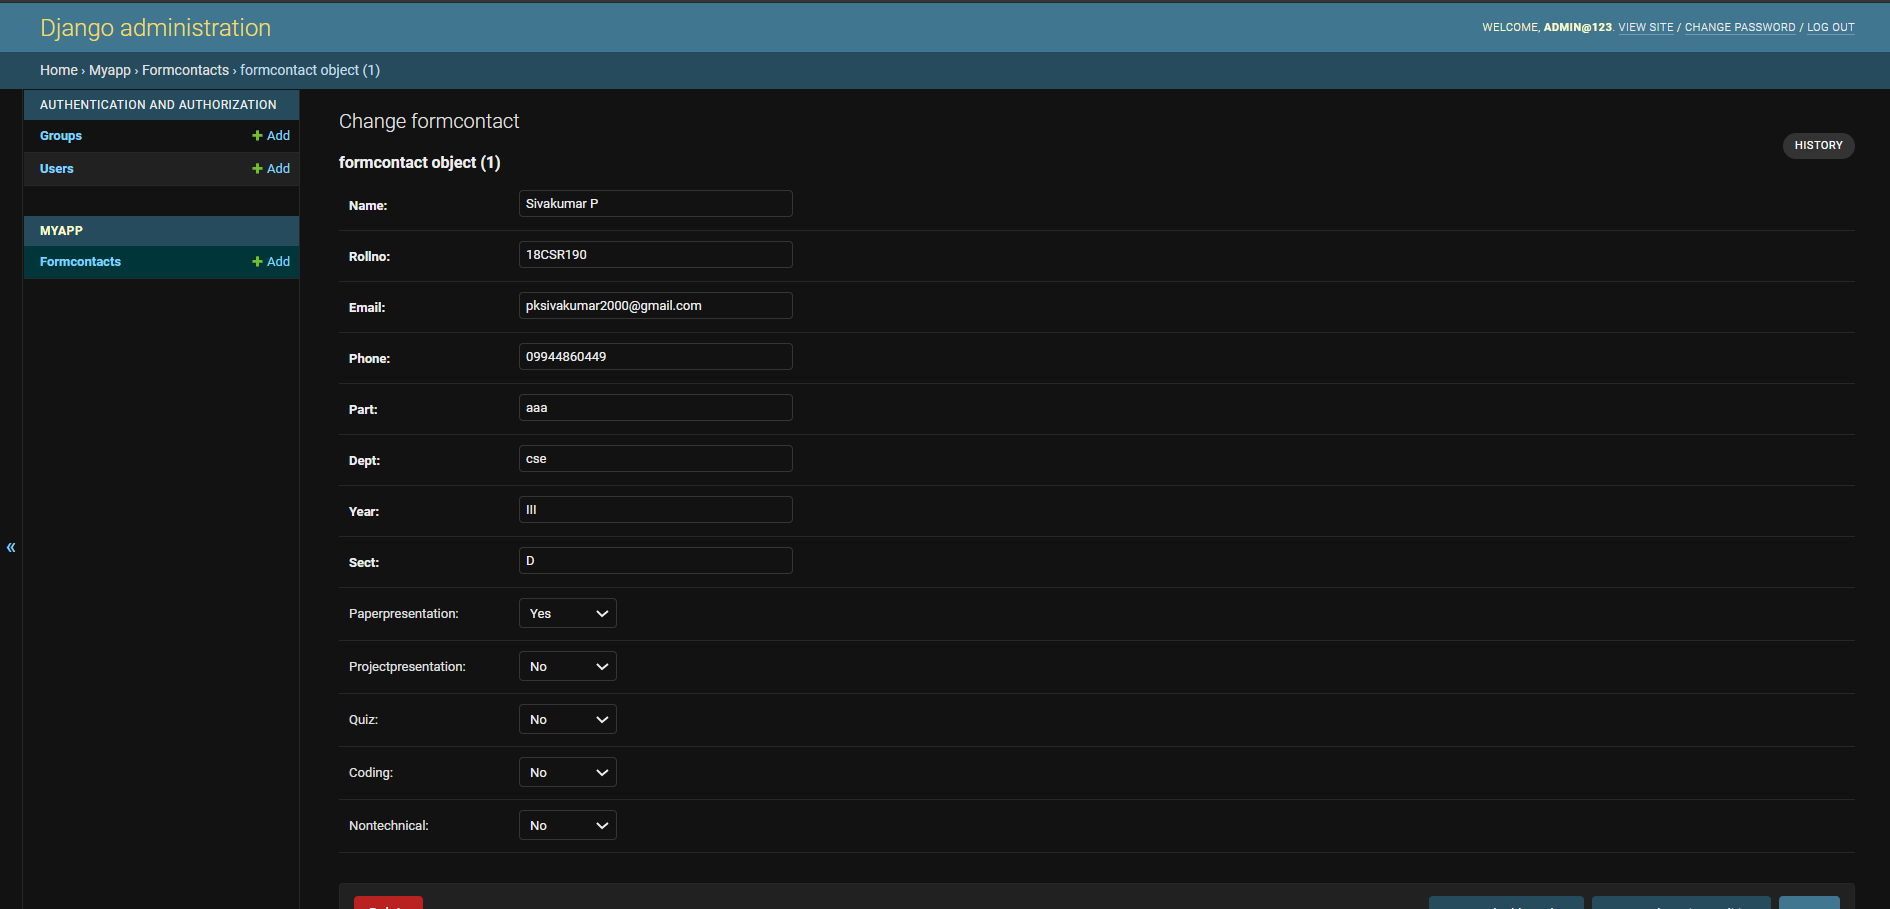 Django administration
WELCOME, ADMIN@123. VIEW SITE / CHANGE PASSWORD / LOG OUT
Home › Myapp › Formcontacts › formcontact object (1)
AUTHENTICATION AND AUTHORIZATION
Groups + Add
Users + Add
MYAPP
Formcontacts + Add
«
Change formcontact
HISTORY
formcontact object (1)
Name: Sivakumar P
Rollno: 18CSR190
Email: pksivakumar2000@gmail.com
Phone: 09944860449
Part: aaa
Dept: cse
Year: III
Sect: D
Paperpresentation: Yes
Projectpresentation: No
Quiz: No
Coding: No
Nontechnical: No